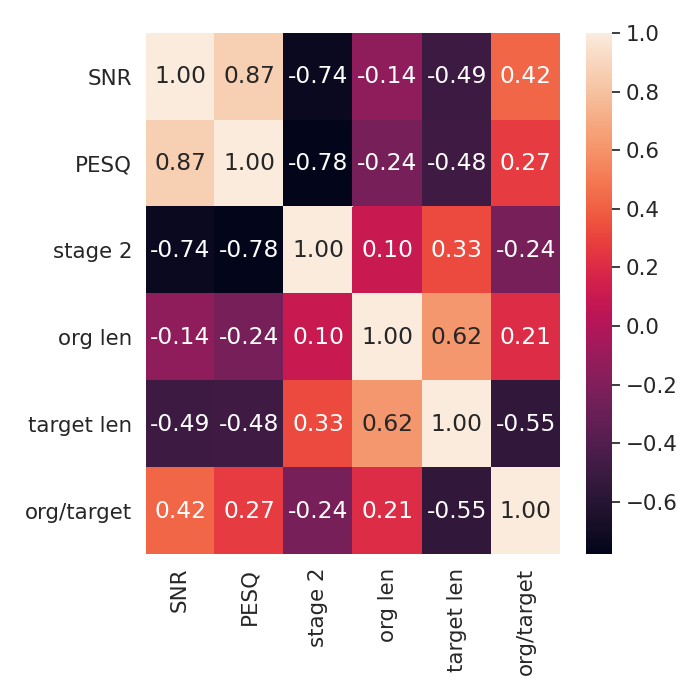 SNR 1.00 0.87 -0.74 -0.14 -0.49 0.42
PESQ 0.87 1.00 -0.78 -0.24 -0.48 0.27
stage 2 -0.74 -0.78 1.00 0.10 0.33 -0.24
org len -0.14 -0.24 0.10 1.00 0.62 0.21
target len -0.49 -0.48 0.33 0.62 1.00 -0.55
org/target 0.42 0.27 -0.24 0.21 -0.55 1.00
SNR
PESQ
stage 2
org len
target len
org/target
1.0
0.8
0.6
0.4
0.2
0.0
−0.2
−0.4
−0.6